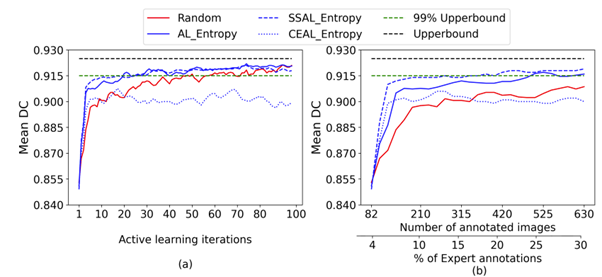 Random SSAL_Entropy 99% Upperbound
AL_Entropy CEAL_Entropy Upperbound
0.930 0.930
0.915 0.915
0.900 0.900
0.885 0.885
0.870 0.870
0.855 0.855
0.840 0.840
Mean DC Mean DC
1 10 20 30 40 50 60 70 80 90 100 82 210 315 420 525 630
Active learning iterations Number of annotated images
4 10 15 20 25 30
% of Expert annotations
(a) (b)